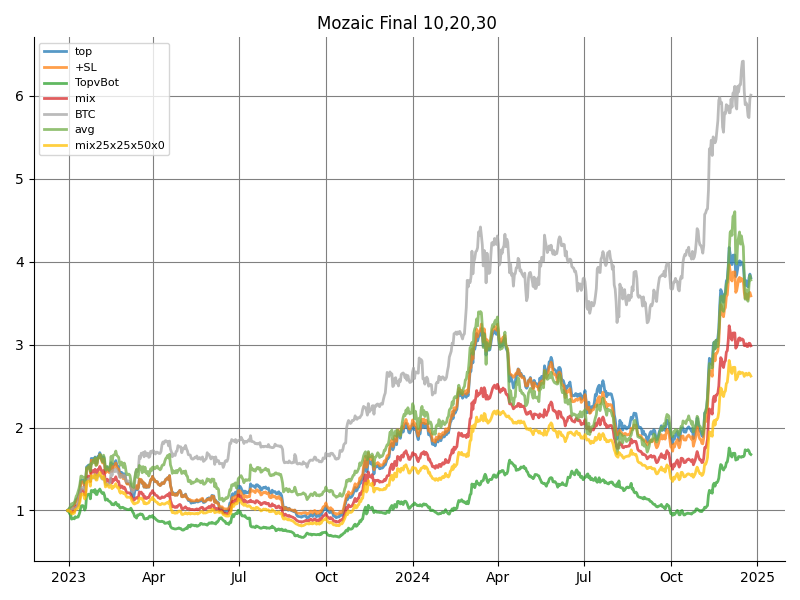 Mozaic Final 10,20,30
top
+SL
TopvBot
mix
BTC
avg
mix25x25x50x0
6
5
4
3
2
1
2023
Apr
Jul
Oct
2024
Apr
Jul
Oct
2025